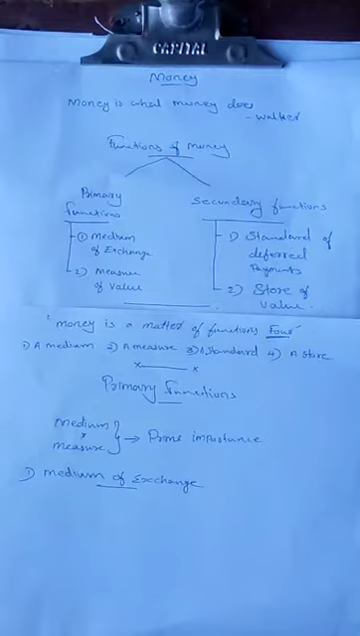 CAPITAL
Money
Money is what money does
- Walker
Functions of money
Primary functions
1) Medium of Exchange
2) Measure of value
Secondary functions
1) Standard of deferred Payments
2) Store of value.
"Money is a matter of functions Four"
1) A medium 2) A measure 3) A standard 4) A store
x x
Primary Functions
Medium
measure
→ Prime importance
1) medium of Exchange